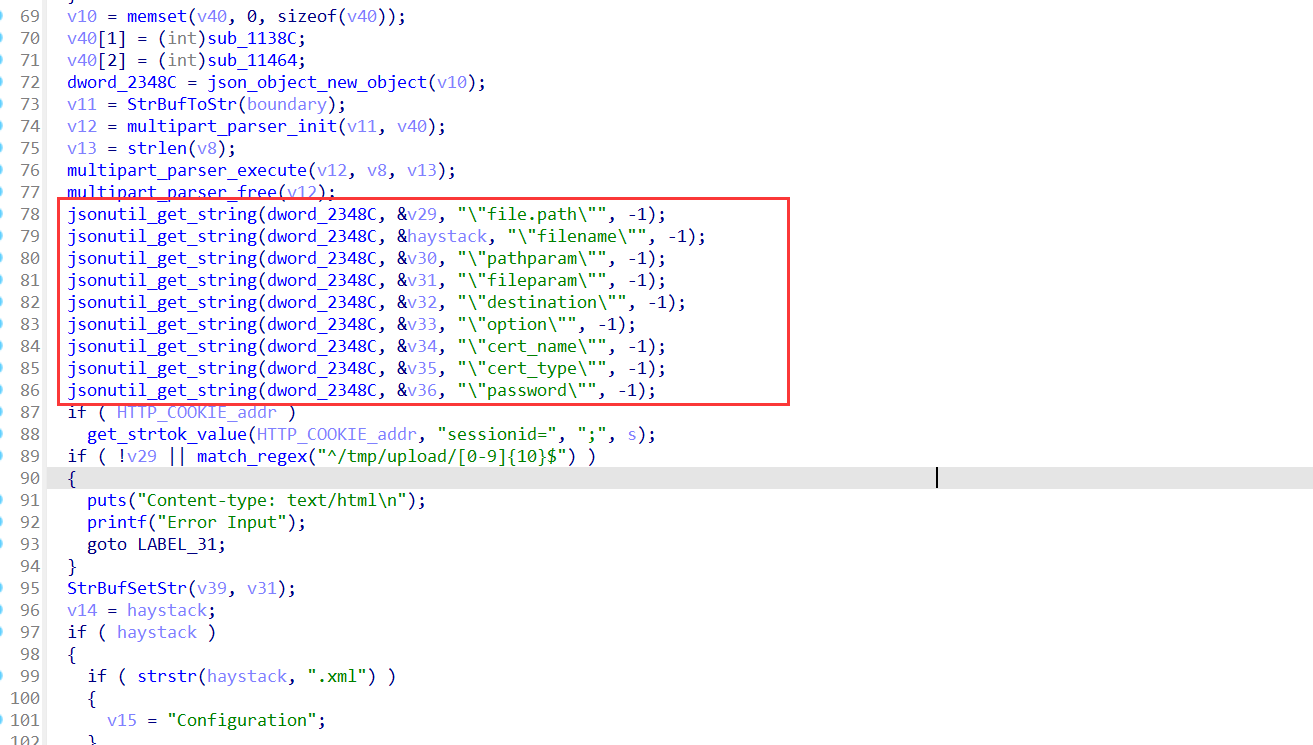 69 v10 = memset(v40, 0, sizeof(v40));
70 v40[1] = (int)sub_1138C;
71 v40[2] = (int)sub_11464;
72 dword_2348C = json_object_new_object(v10);
73 v11 = StrBufToStr(boundary);
74 v12 = multipart_parser_init(v11, v40);
75 v13 = strlen(v8);
76 multipart_parser_execute(v12, v8, v13);
77 multipart_parser_free(v12);
78 jsonutil_get_string(dword_2348C, &v29, "\"file.path\"", -1);
79 jsonutil_get_string(dword_2348C, &haystack, "\"filename\"", -1);
80 jsonutil_get_string(dword_2348C, &v30, "\"pathparam\"", -1);
81 jsonutil_get_string(dword_2348C, &v31, "\"fileparam\"", -1);
82 jsonutil_get_string(dword_2348C, &v32, "\"destination\"", -1);
83 jsonutil_get_string(dword_2348C, &v33, "\"option\"", -1);
84 jsonutil_get_string(dword_2348C, &v34, "\"cert_name\"", -1);
85 jsonutil_get_string(dword_2348C, &v35, "\"cert_type\"", -1);
86 jsonutil_get_string(dword_2348C, &v36, "\"password\"", -1);
87 if ( HTTP_COOKIE_addr )
88 get_strtok_value(HTTP_COOKIE_addr, "sessionid=", ";", s);
89 if ( !v29 || match_regex("^/tmp/upload/[0-9]{10}$") )
90 {
91 puts("Content-type: text/html\n");
92 printf("Error Input");
93 goto LABEL_31;
94 }
95 StrBufSetStr(v39, v31);
96 v14 = haystack;
97 if ( haystack )
98 {
99 if ( strstr(haystack, ".xml") )
100 {
101 v15 = "Configuration";
102 }